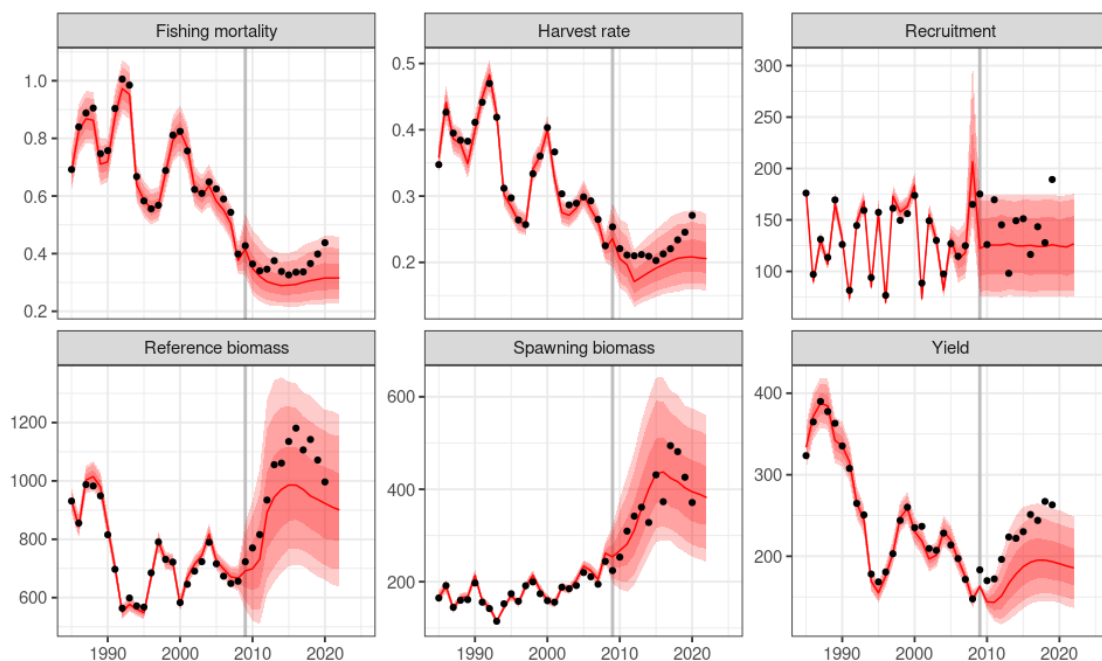 Fishing mortality
Harvest rate
Recruitment
1.0
0.8
0.6
0.4
0.2
0.5
0.4
0.3
0.2
300
250
200
150
100
Reference biomass
Spawning biomass
Yield
1200
1000
800
600
600
400
200
400
300
200
1990 2000 2010 2020
1990 2000 2010 2020
1990 2000 2010 2020